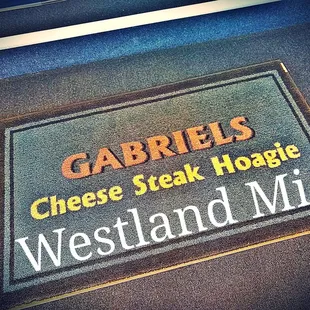 GABRIELS
Cheese Steak Hoagie
Westland Mi